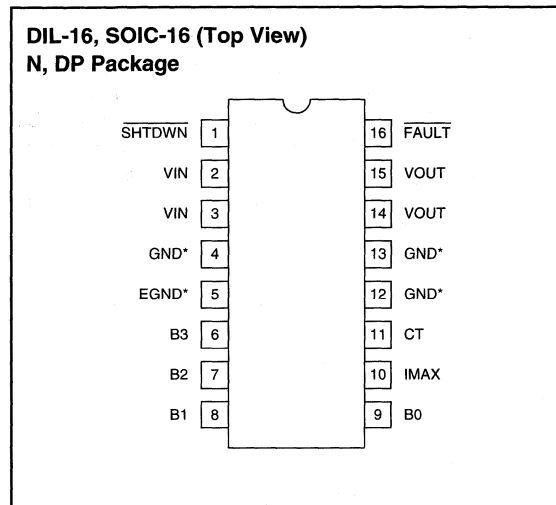 DIL-16, SOIC-16 (Top View)
N, DP Package
SHTDWN 1 16 FAULT
VIN 2 15 VOUT
VIN 3 14 VOUT
GND* 4 13 GND*
EGND* 5 12 GND*
B3 6 11 CT
B2 7 10 IMAX
B1 8 9 B0